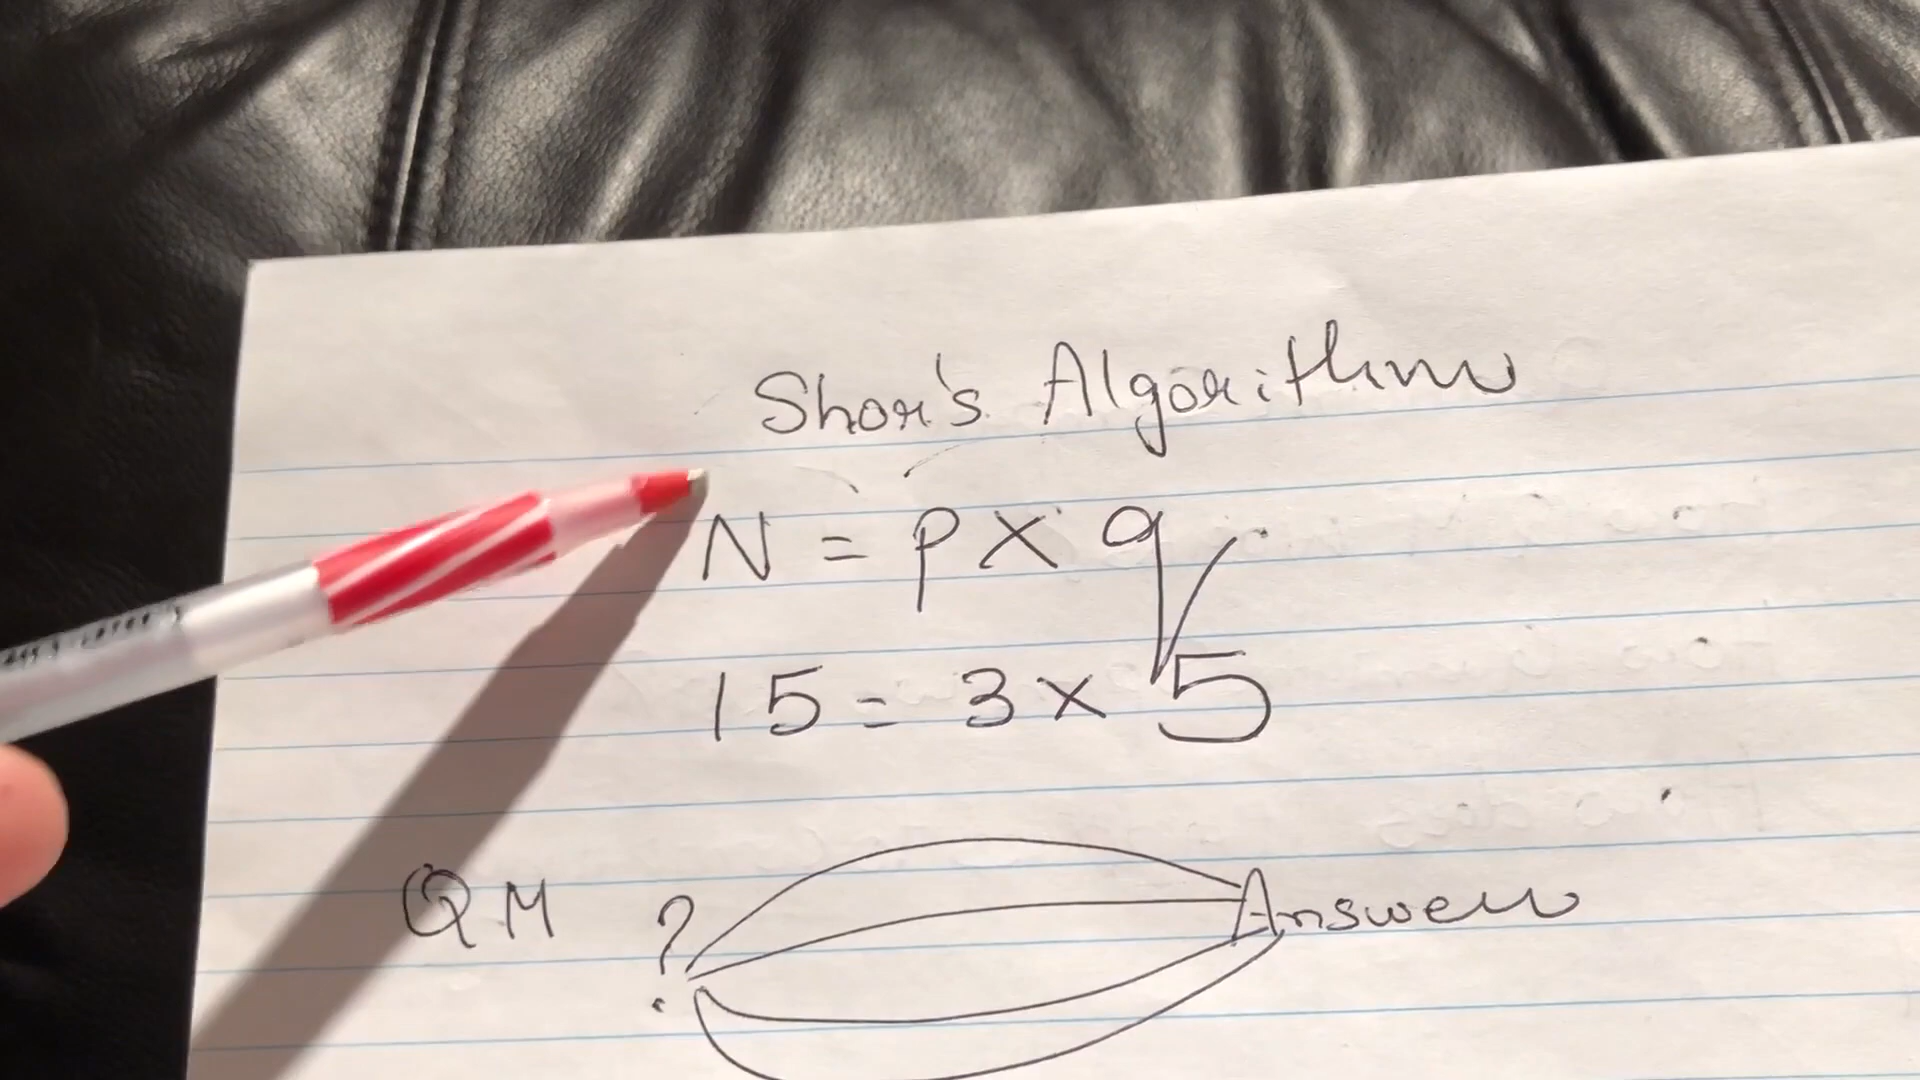 Shor's Algorithm
N = p X q
15 = 3 x 5
QM ? Answer